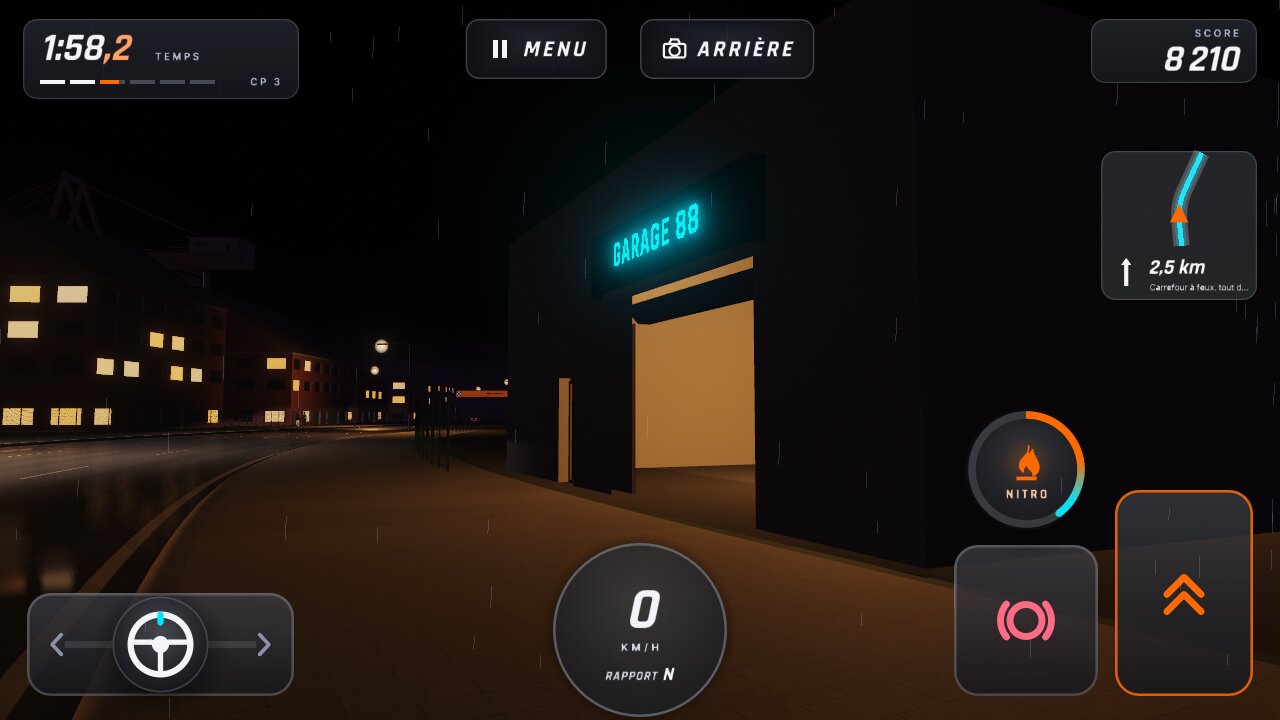 1:58,2 TEMPS
CP 3
MENU
ARRIÈRE
SCORE
8 210
GARAGE 88
2,5 km
Carrefour à feux, tout d...
NITRO
0
KM/H
RAPPORT N